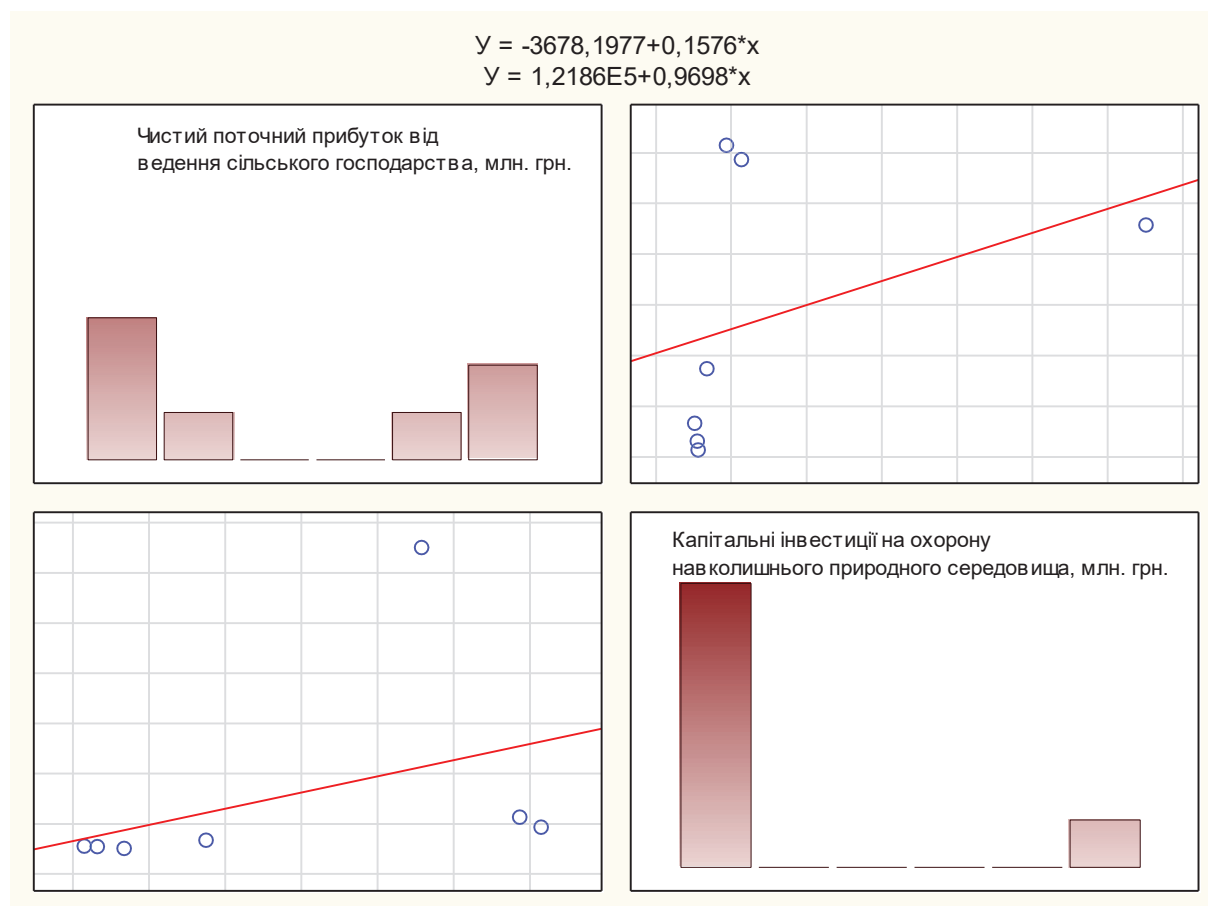 У = -3678,1977+0,1576*x
У = 1,2186E5+0,9698*x
Чистий поточний прибуток від
ведення сільського господарства, млн. грн.
Капітальні інвестиції на охорону
навколишнього природного середовища, млн. грн.